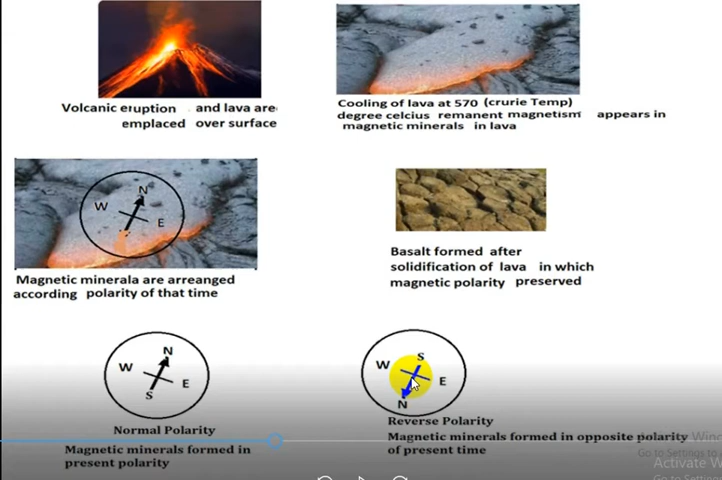 Volcanic eruption and lava are
emplaced over surface
Cooling of lava at 570 (crurie Temp)
degree celcius remanent magnetism appears in
magnetic minerals in lava
N
W
E
Magnetic minerala are arreanged
according polarity of that time
Basalt formed after
solidification of lava in which
magnetic polarity preserved
N
W
E
S
Normal Polarity
Magnetic minerals formed in
present polarity
S
W
E
N
Reverse Polarity
Magnetic minerals formed in opposite polarity
of present time
Activate W
Go to Settings to